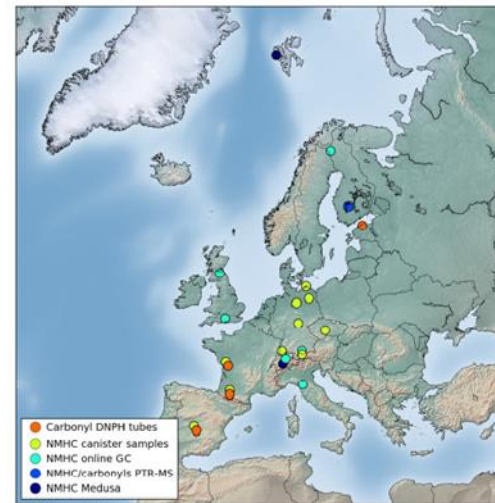 Carbonyl DNPH tubes
NMHC canister samples
NMHC online GC
NMHC/carbonyls PTR-MS
NMHC Medusa